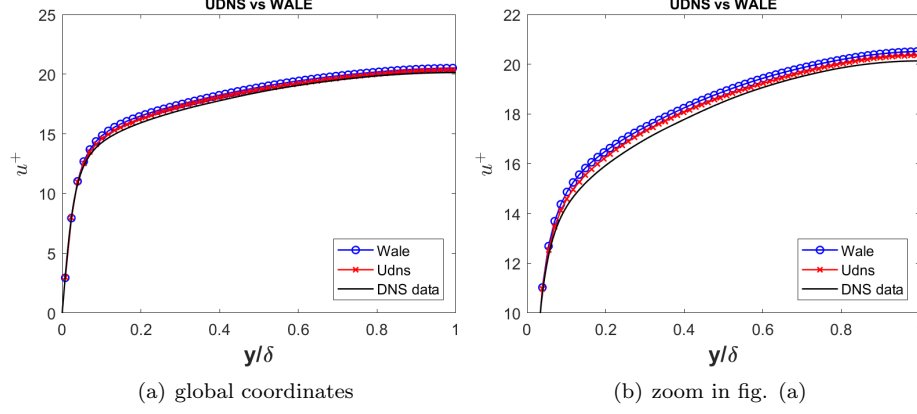 UDNS vs WALE
25
20
15
10
5
0
0 0.2 0.4 0.6 0.8 1
u+
y/δ
Wale
Udns
DNS data
(a) global coordinates
UDNS vs WALE
22
20
18
16
14
12
10
0 0.2 0.4 0.6 0.8
u+
y/δ
Wale
Udns
DNS data
(b) zoom in fig. (a)